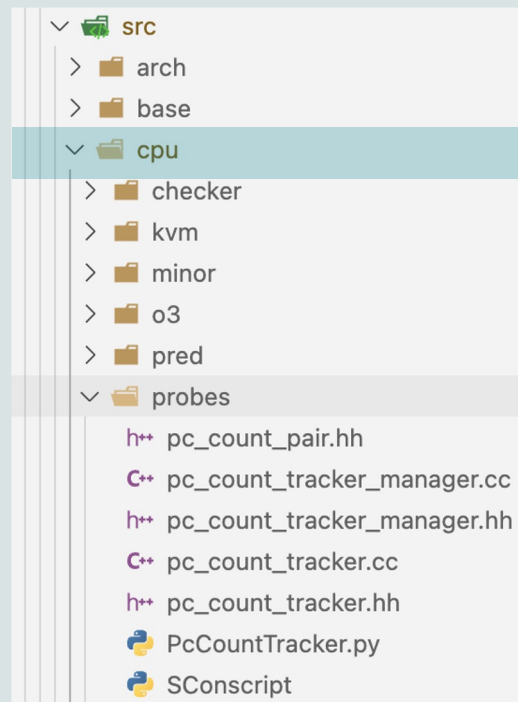 src
arch
base
cpu
checker
kvm
minor
o3
pred
probes
h++ pc_count_pair.hh
C++ pc_count_tracker_manager.cc
h++ pc_count_tracker_manager.hh
C++ pc_count_tracker.cc
h++ pc_count_tracker.hh
PcCountTracker.py
SConscript